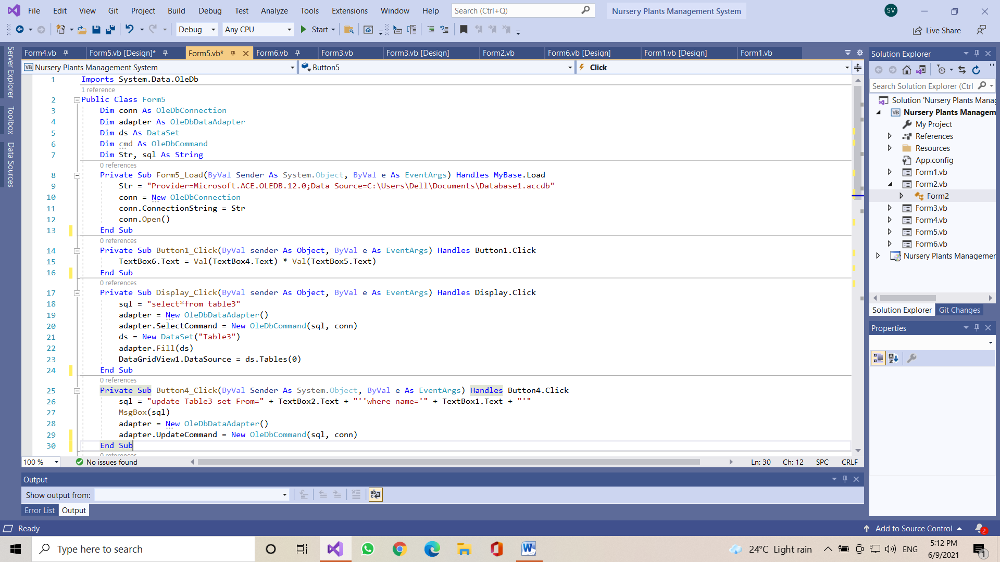 File Edit View Git Project Build Debug Test Analyze Tools Extensions Window Help Search (Ctrl+Q) Nursery Plants Management System SV
Debug Any CPU Start Live Share
Form4.vb Form5.vb [Design]* Form5.vb* Form6.vb Form3.vb Form3.vb [Design] Form2.vb Form6.vb [Design] Form1.vb [Design] Form1.vb
Server Explorer
Toolbox
Data Sources
VB Nursery Plants Management System Button5 Click
1 Imports System.Data.OleDb
1 reference
2 Public Class Form5
3 Dim conn As OleDbConnection
4 Dim adapter As OleDbDataAdapter
5 Dim ds As DataSet
6 Dim cmd As OleDbCommand
7 Dim Str, sql As String
0 references
8 Private Sub Form5_Load(ByVal Sender As System.Object, ByVal e As EventArgs) Handles MyBase.Load
9 Str = "Provider=Microsoft.ACE.OLEDB.12.0;Data Source=C:\Users\Dell\Documents\Database1.accdb"
10 conn = New OleDbConnection
11 conn.ConnectionString = Str
12 conn.Open()
13 End Sub
0 references
14 Private Sub Button1_Click(ByVal sender As Object, ByVal e As EventArgs) Handles Button1.Click
15 TextBox6.Text = Val(TextBox4.Text) * Val(TextBox5.Text)
16 End Sub
0 references
17 Private Sub Display_Click(ByVal sender As Object, ByVal e As EventArgs) Handles Display.Click
18 sql = "select*from table3"
19 adapter = New OleDbDataAdapter()
20 adapter.SelectCommand = New OleDbCommand(sql, conn)
21 ds = New DataSet("Table3")
22 adapter.Fill(ds)
23 DataGridView1.DataSource = ds.Tables(0)
24 End Sub
0 references
25 Private Sub Button4_Click(ByVal Sender As System.Object, ByVal e As EventArgs) Handles Button4.Click
26 sql = "update Table3 set From=" + TextBox2.Text + "''where name='" + TextBox1.Text + "'"
27 MsgBox(sql)
28 adapter = New OleDbDataAdapter()
29 adapter.UpdateCommand = New OleDbCommand(sql, conn)
30 End Sub
0 references
100 % No issues found Ln: 30 Ch: 12 SPC CRLF
Output
Show output from:
Error List Output
Solution Explorer
Search Solution Explorer (Ctrl
Solution 'Nursery Plants Mana
VB Nursery Plants Managem
My Project
References
Resources
App.config
Form1.vb
Form2.vb
Form2
Form3.vb
Form4.vb
Form5.vb
Form6.vb
Nursery Plants Managemen
Solution Explorer Git Changes
Properties
Ready Add to Source Control 2
Type here to search 24°C Light rain ENG 5:12 PM
6/9/2021 1